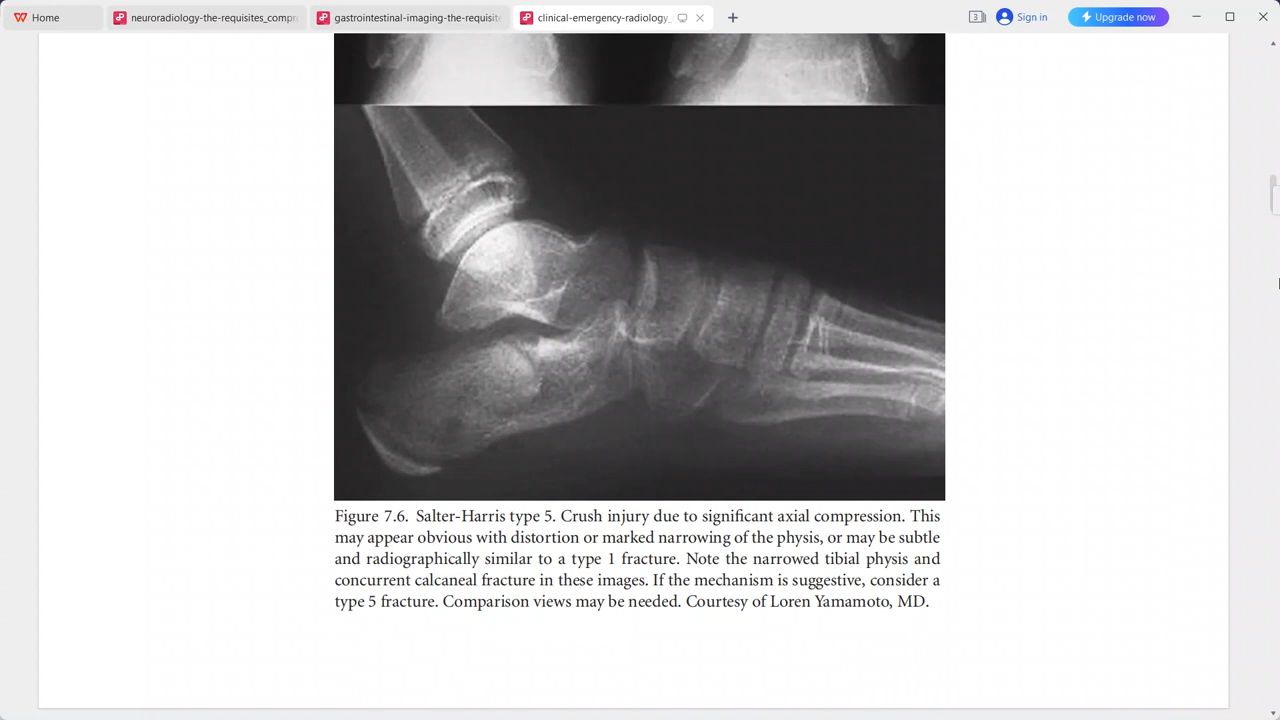 Home
neuroradiology-the-requisites_compr
gastrointestinal-imaging-the-requisite
clinical-emergency-radiology_
3
Sign in
Upgrade now
Figure 7.6. Salter-Harris type 5. Crush injury due to significant axial compression. This
may appear obvious with distortion or marked narrowing of the physis, or may be subtle
and radiographically similar to a type 1 fracture. Note the narrowed tibial physis and
concurrent calcaneal fracture in these images. If the mechanism is suggestive, consider a
type 5 fracture. Comparison views may be needed. Courtesy of Loren Yamamoto, MD.